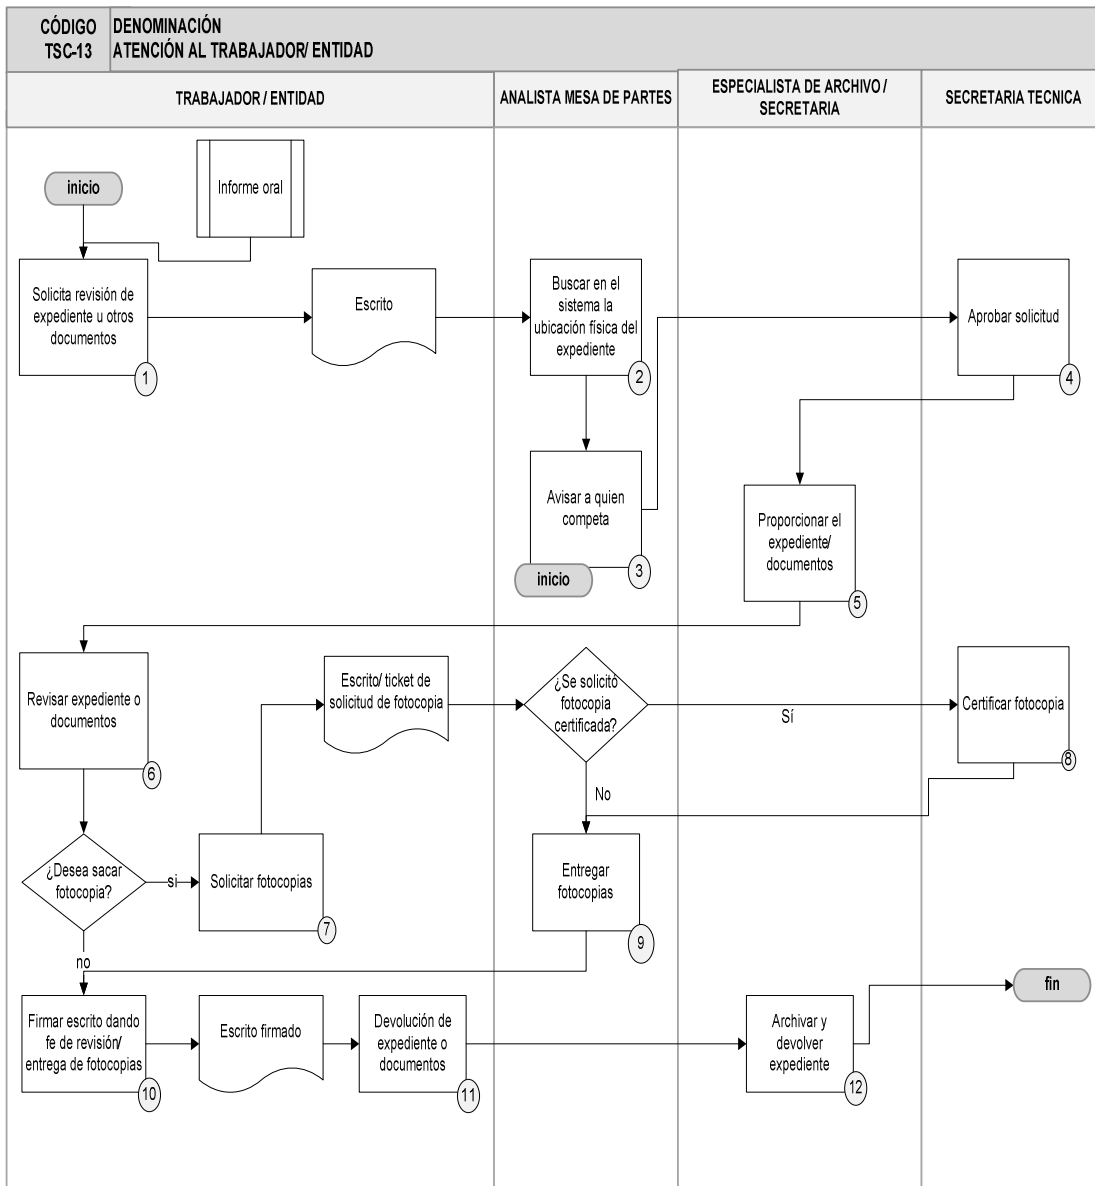 CÓDIGO
TSC-13
DENOMINACIÓN
ATENCIÓN AL TRABAJADOR/ ENTIDAD
TRABAJADOR / ENTIDAD
ANALISTA MESA DE PARTES
ESPECIALISTA DE ARCHIVO /
SECRETARIA
SECRETARIA TECNICA
inicio
Informe oral
Solicita revisión de
expediente u otros
documentos
1
Escrito
Buscar en el
sistema la
ubicación física del
expediente
2
Aprobar solicitud
4
Avisar a quien
competa
3
inicio
Proporcionar el
expediente/
documentos
5
Revisar expediente o
documentos
6
Escrito/ ticket de
solicitud de fotocopia
¿Se solicitó
fotocopia
certificada?
Sí
No
Certificar fotocopia
8
¿Desea sacar
fotocopia?
si
no
Solicitar fotocopias
7
Entregar
fotocopias
9
Firmar escrito dando
fe de revisión/
entrega de fotocopias
10
Escrito firmado
Devolución de
expediente o
documentos
11
Archivar y
devolver
expediente
12
fin